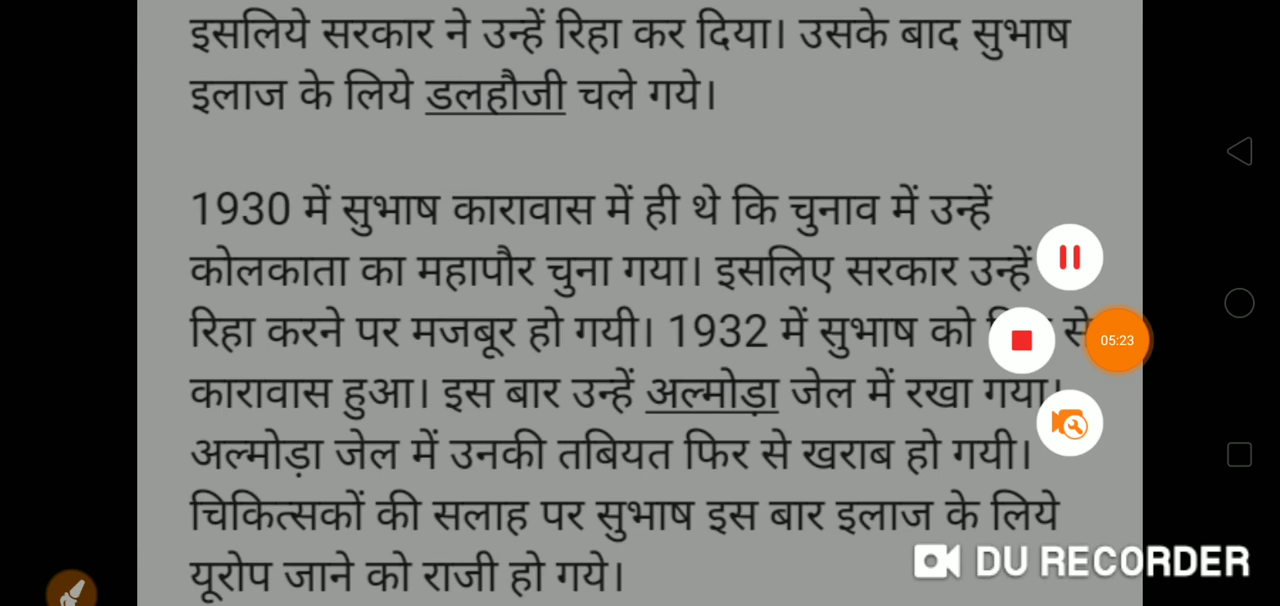 इसलिये सरकार ने उन्हें रिहा कर दिया। उसके बाद सुभाष
इलाज के लिये डलहौजी चले गये।
1930 में सुभाष कारावास में ही थे कि चुनाव में उन्हें
कोलकाता का महापौर चुना गया। इसलिए सरकार उन्हें
रिहा करने पर मजबूर हो गयी। 1932 में सुभाष को से
05:23
कारावास हुआ। इस बार उन्हें अल्मोड़ा जेल में रखा गया।
अल्मोड़ा जेल में उनकी तबियत फिर से खराब हो गयी।
चिकित्सकों की सलाह पर सुभाष इस बार इलाज के लिये
यूरोप जाने को राजी हो गये।
DU RECORDER